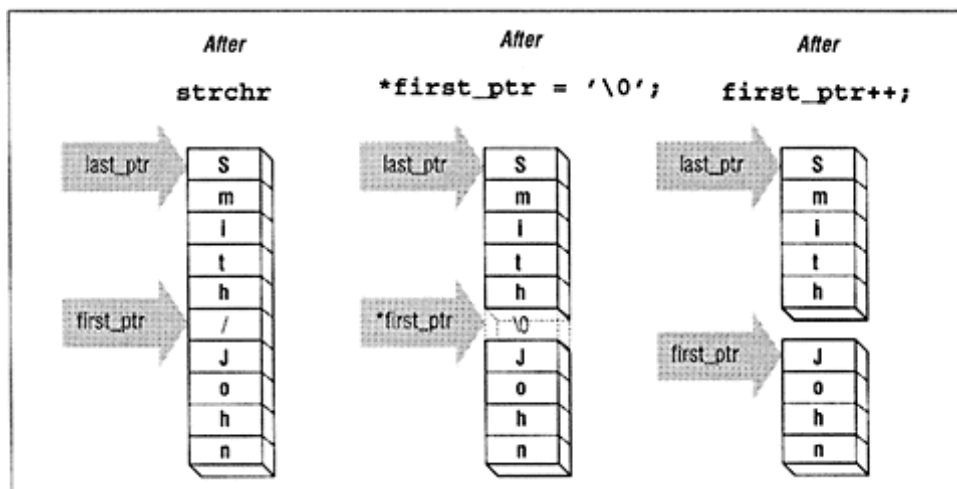 After
strchr
last_ptr
S
m
i
t
h
first_ptr
/
J
o
h
n
After
*first_ptr = '\0';
last_ptr
S
m
i
t
h
*first_ptr
\0
J
o
h
n
After
first_ptr++;
last_ptr
S
m
i
t
h
first_ptr
J
o
h
n